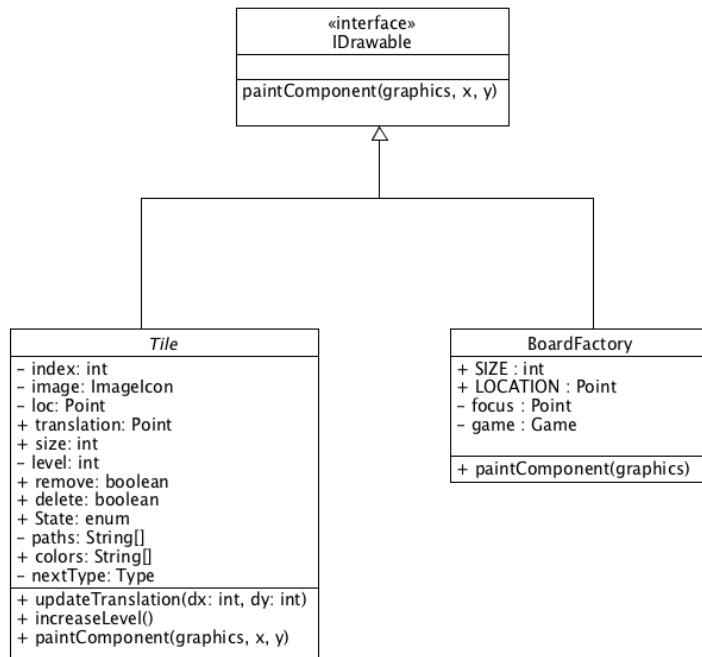 «interface»
IDrawable
paintComponent(graphics, x, y)
Tile
– index: int
– image: ImageIcon
– loc: Point
+ translation: Point
+ size: int
– level: int
+ remove: boolean
+ delete: boolean
+ State: enum
– paths: String[]
+ colors: String[]
– nextType: Type
+ updateTranslation(dx: int, dy: int)
+ increaseLevel()
+ paintComponent(graphics, x, y)
BoardFactory
+ SIZE : int
+ LOCATION : Point
– focus : Point
– game : Game
+ paintComponent(graphics)